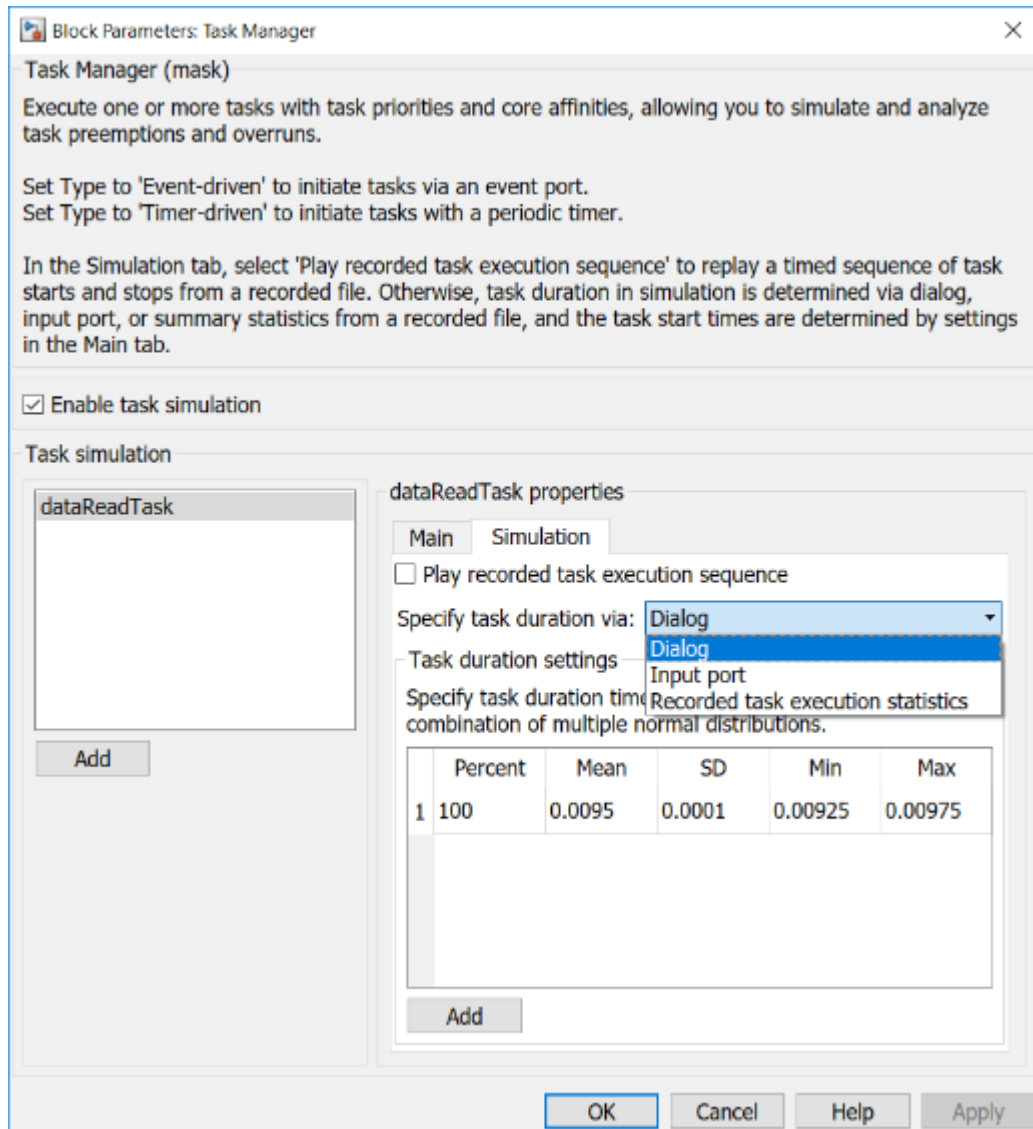 Block Parameters: Task Manager
Task Manager (mask)
Execute one or more tasks with task priorities and core affinities, allowing you to simulate and analyze
task preemptions and overruns.
Set Type to 'Event-driven' to initiate tasks via an event port.
Set Type to 'Timer-driven' to initiate tasks with a periodic timer.
In the Simulation tab, select 'Play recorded task execution sequence' to replay a timed sequence of task
starts and stops from a recorded file. Otherwise, task duration in simulation is determined via dialog,
input port, or summary statistics from a recorded file, and the task start times are determined by settings
in the Main tab.
Enable task simulation
Task simulation
dataReadTask
Add
dataReadTask properties
Main Simulation
Play recorded task execution sequence
Specify task duration via: Dialog
Dialog
Input port
Recorded task execution statistics
Task duration settings
Specify task duration time
combination of multiple normal distributions.
Percent Mean SD Min Max
1 100 0.0095 0.0001 0.00925 0.00975
Add
OK Cancel Help Apply